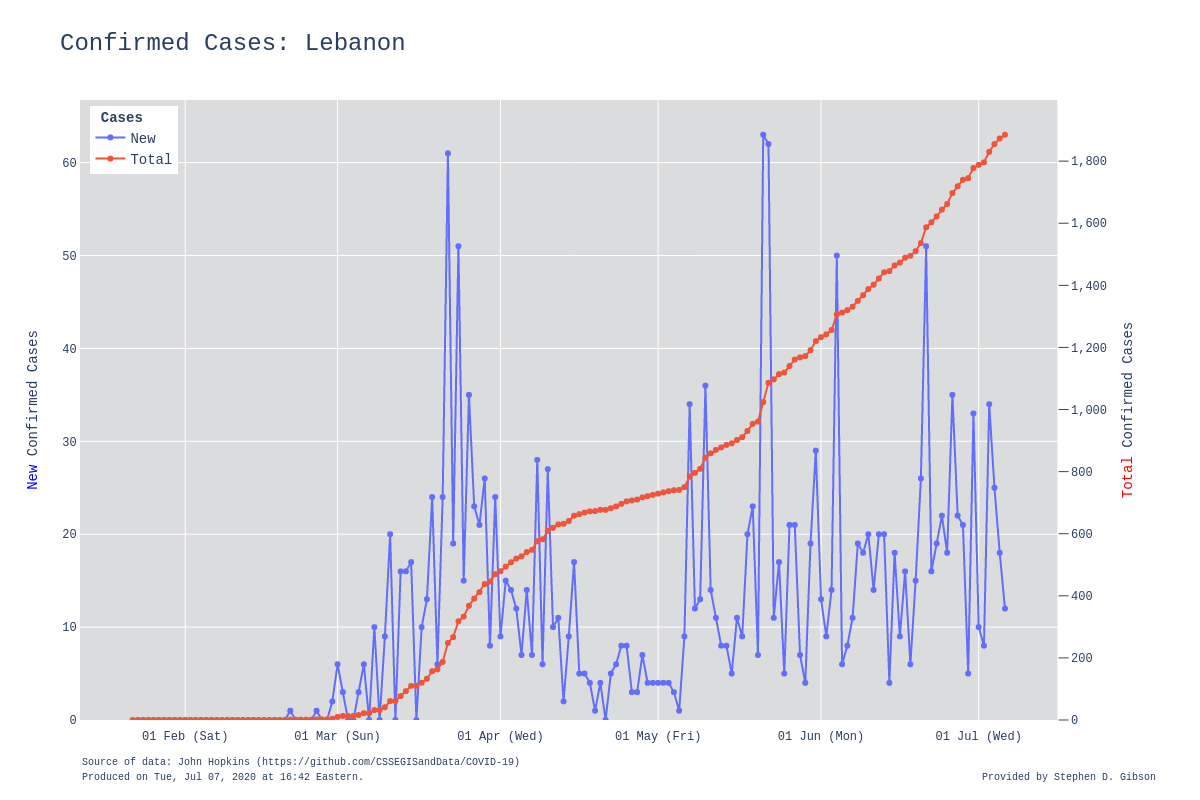 Confirmed Cases: Lebanon
Cases
New
Total
60
50
40
30
20
10
0
New Confirmed Cases
1,800
1,600
1,400
1,200
1,000
800
600
400
200
0
Total Confirmed Cases
01 Feb (Sat) 01 Mar (Sun) 01 Apr (Wed) 01 May (Fri) 01 Jun (Mon) 01 Jul (Wed)
Source of data: John Hopkins (https://github.com/CSSEGISandData/COVID-19)
Produced on Tue, Jul 07, 2020 at 16:42 Eastern.
Provided by Stephen D. Gibson